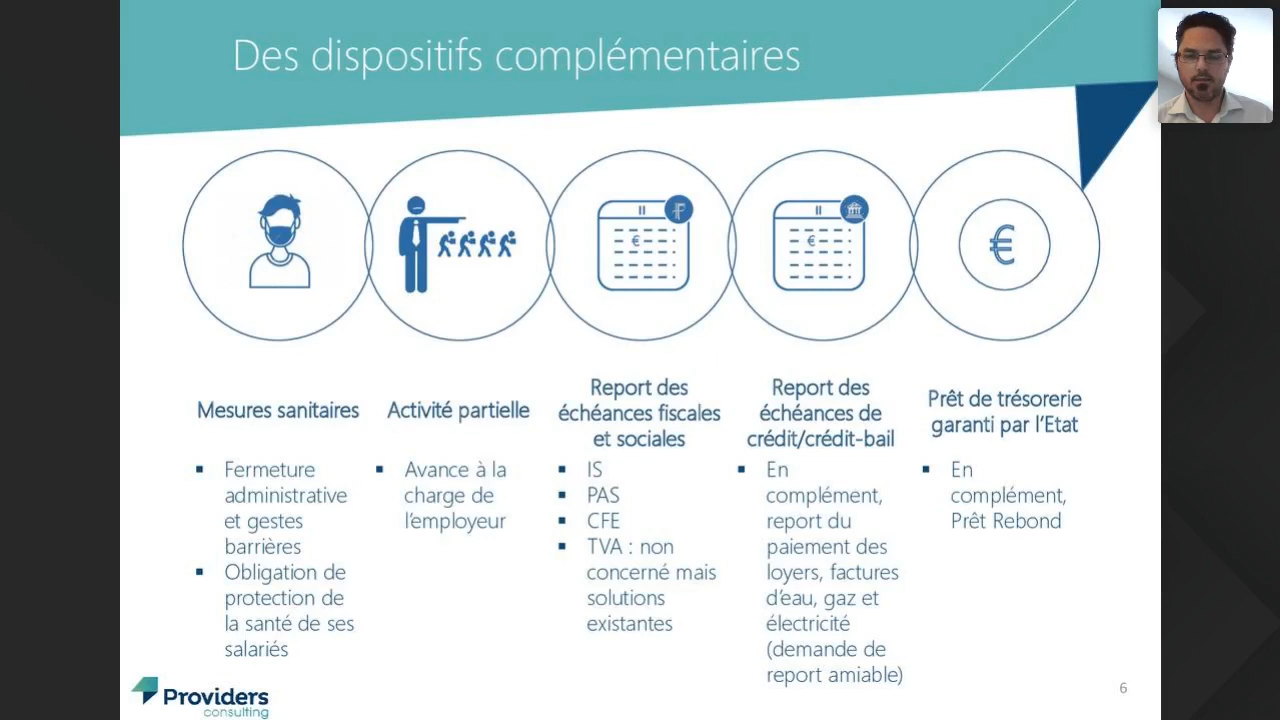 Des dispositifs complémentaires
Mesures sanitaires
Fermeture
administrative
et gestes
barrières
Obligation de
protection de
la santé de ses
salariés
Activité partielle
Avance à la
charge de
l'employeur
Report des
échéances fiscales
et sociales
IS
PAS
CFE
TVA : non
concerné mais
solutions
existantes
Report des
échéances de
crédit/crédit-bail
En
complément,
report du
paiement des
loyers, factures
d'eau, gaz et
électricité
(demande de
report amiable)
Prêt de trésorerie
garanti par l'Etat
En
complément,
Prêt Rebond
€
€
€
Providers
consulting
6